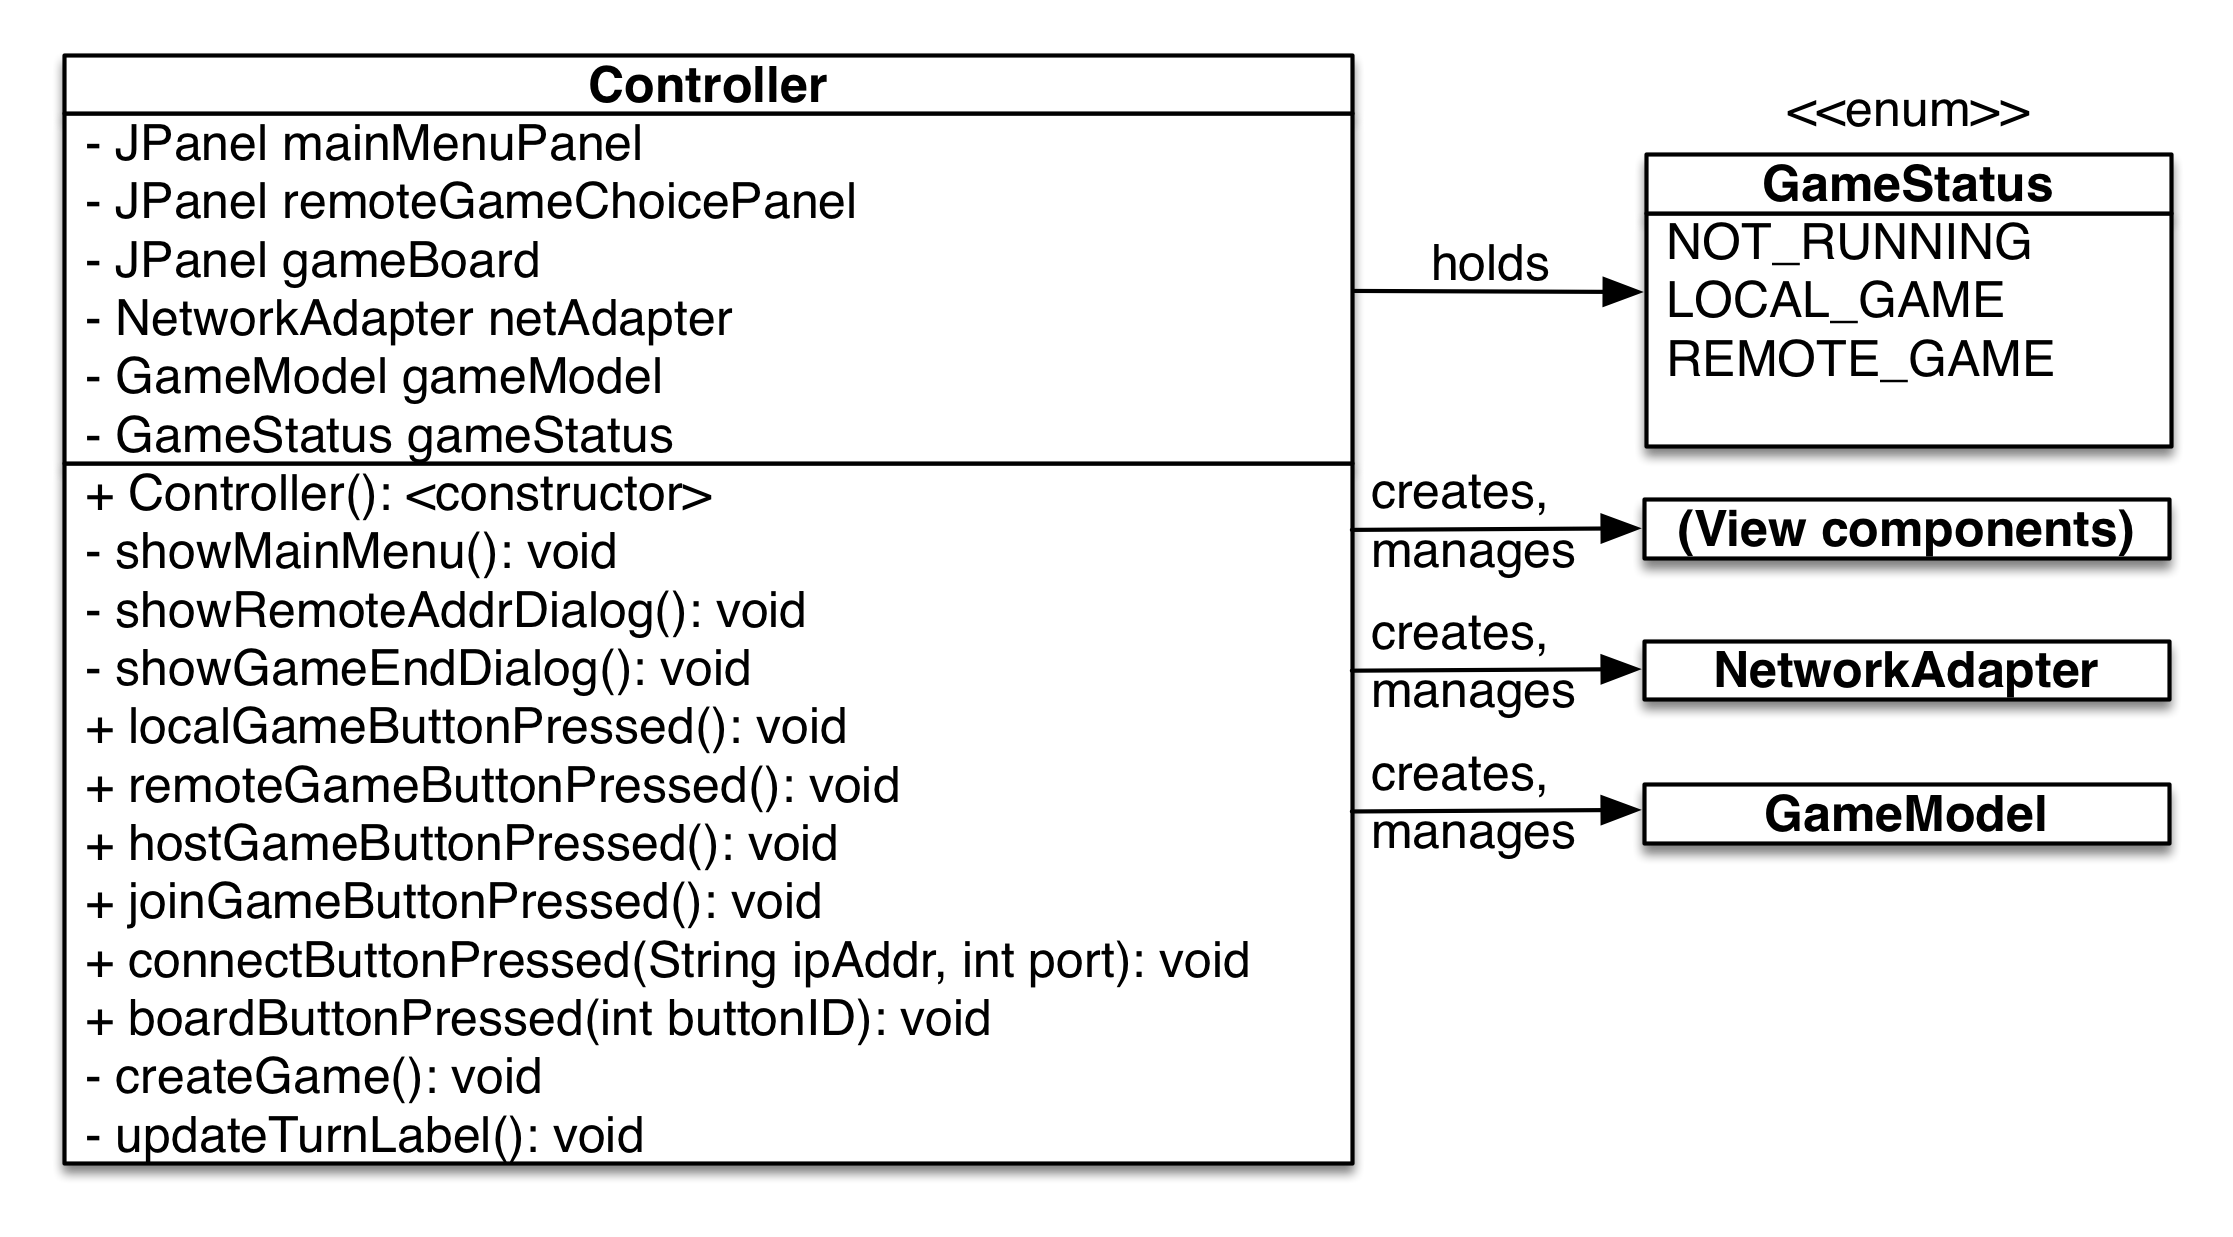 Controller
- JPanel mainMenuPanel
- JPanel remoteGameChoicePanel
- JPanel gameBoard
- NetworkAdapter netAdapter
- GameModel gameModel
- GameStatus gameStatus
+ Controller(): <constructor>
- showMainMenu(): void
- showRemoteAddrDialog(): void
- showGameEndDialog(): void
+ localGameButtonPressed(): void
+ remoteGameButtonPressed(): void
+ hostGameButtonPressed(): void
+ joinGameButtonPressed(): void
+ connectButtonPressed(String ipAddr, int port): void
+ boardButtonPressed(int buttonID): void
- createGame(): void
- updateTurnLabel(): void
holds
<<enum>>
GameStatus
NOT_RUNNING
LOCAL_GAME
REMOTE_GAME
creates,
manages
(View components)
creates,
manages
NetworkAdapter
creates,
manages
GameModel